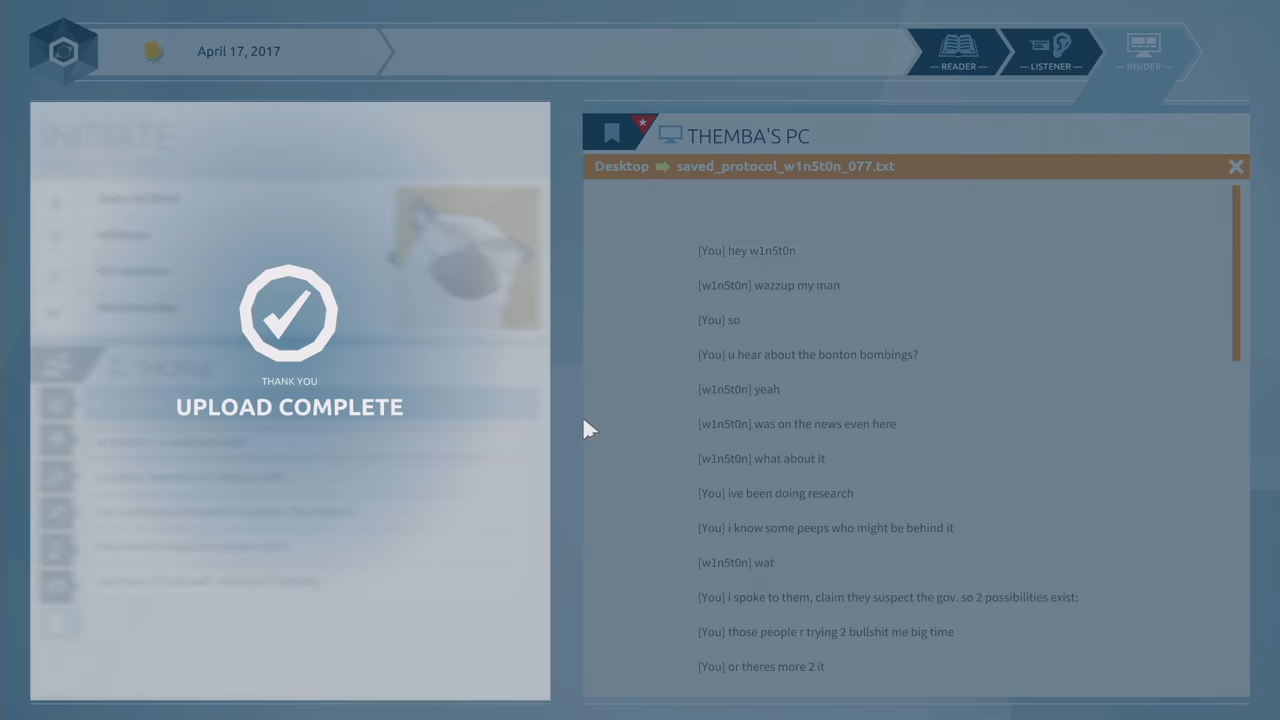 April 17, 2017
— READER —
— LISTENER —
— INSIDER —
INITIATE
THANK YOU
UPLOAD COMPLETE
THEMBA'S PC
Desktop saved_protocol_w1n5t0n_077.txt
[You] hey w1n5t0n
[w1n5t0n] wazzup my man
[You] so
[You] u hear about the bonton bombings?
[w1n5t0n] yeah
[w1n5t0n] was on the news even here
[w1n5t0n] what about it
[You] ive been doing research
[You] i know some peeps who might be behind it
[w1n5t0n] wat
[You] i spoke to them, claim they suspect the gov. so 2 possibilities exist:
[You] those people r trying 2 bullshit me big time
[You] or theres more 2 it